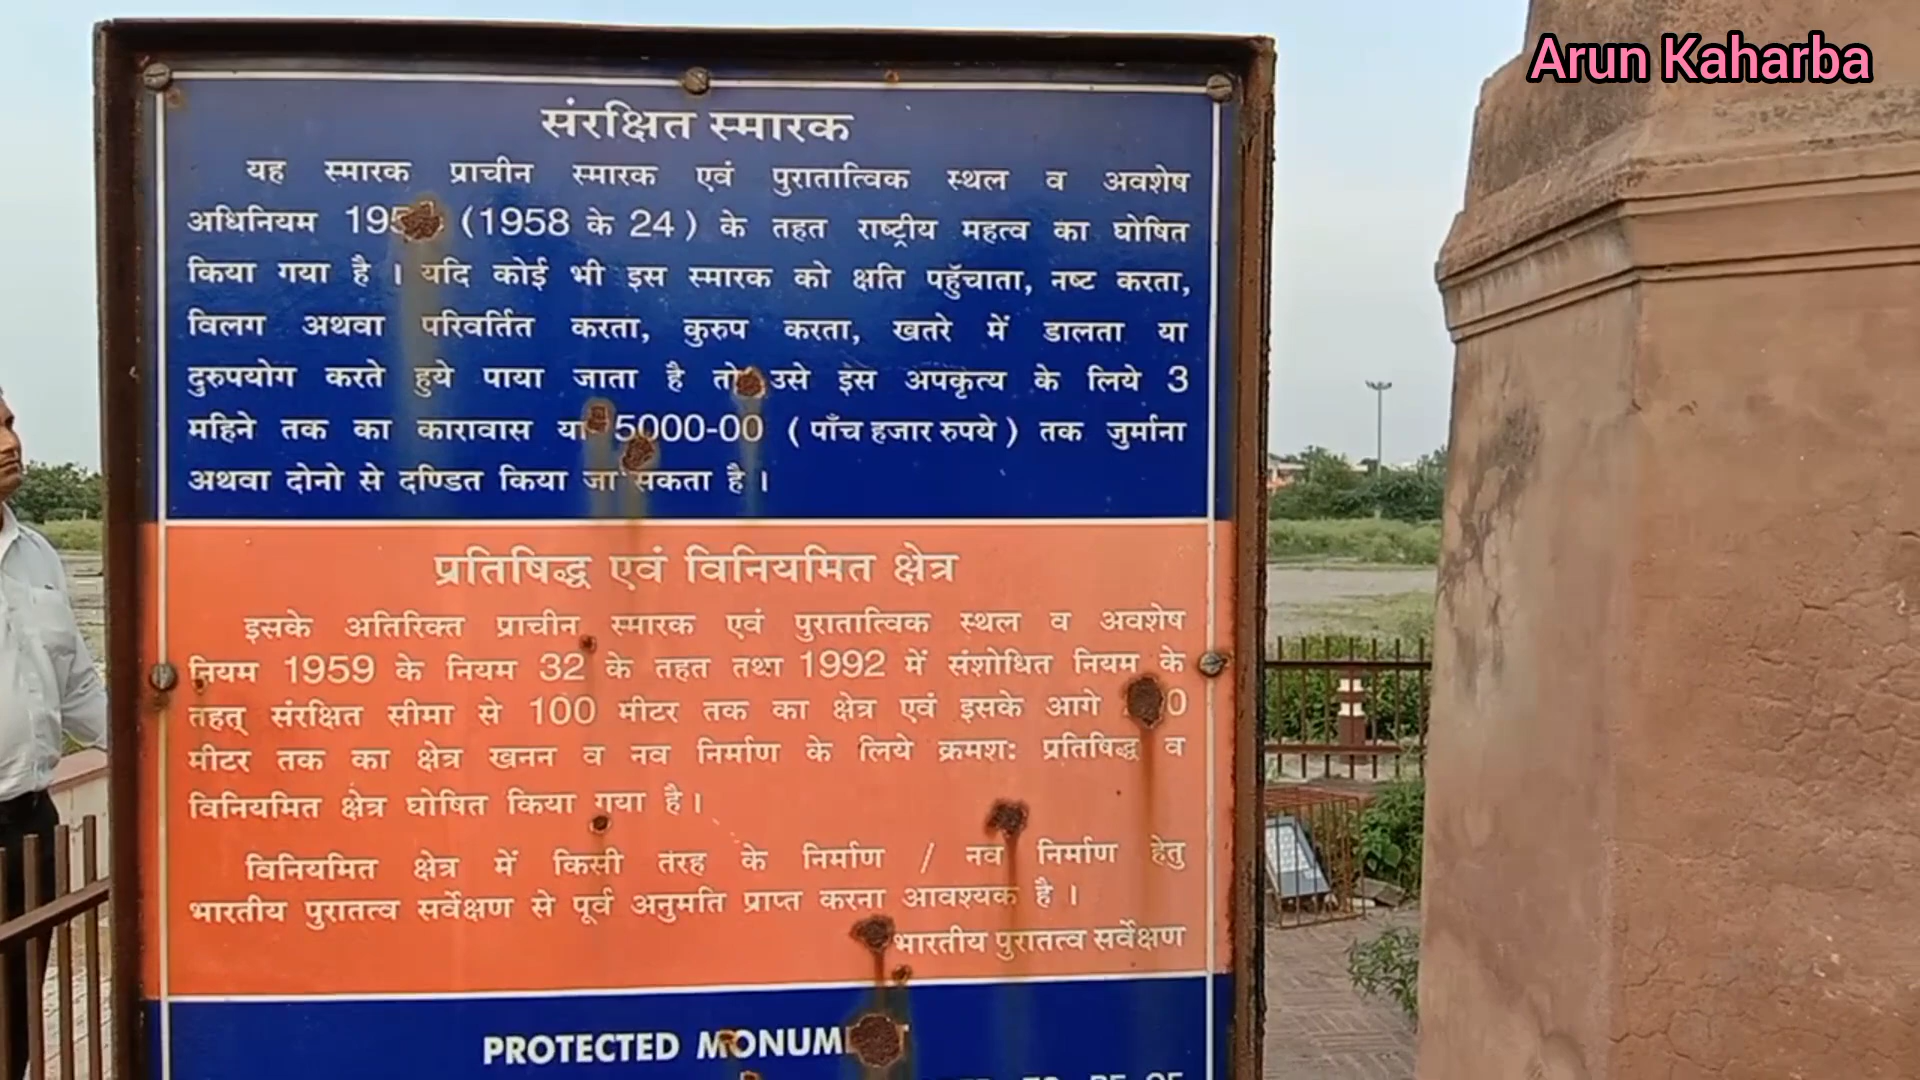 Arun Kaharba
संरक्षित स्मारक
यह स्मारक प्राचीन स्मारक एवं पुरातात्विक स्थल व अवशेष
अधिनियम (1958 के 24) के तहत राष्ट्रीय महत्व का घोषित
किया गया है । यदि कोई भी इस स्मारक को क्षति पहुँचाता, नष्ट करता,
विलग अथवा परिवर्तित करता, कुरुप करता, खतरे में डालता या
दुरुपयोग करते हुये पाया जाता है तो उसे इस अपकृत्य के लिये 3
महिने तक का कारावास या 5000-00 (पाँच हजार रुपये) तक जुर्माना
अथवा दोनो से दण्डित किया जा सकता है ।
प्रतिषिद्ध एवं विनियमित क्षेत्र
इसके अतिरिक्त प्राचीन स्मारक एवं पुरातात्विक स्थल व अवशेष
नियम 1959 के नियम 32 के तहत तथा 1992 में संशोधित नियम के
तहत् संरक्षित सीमा से 100 मीटर तक का क्षेत्र एवं इसके आगे
मीटर तक का क्षेत्र खनन व नव निर्माण के लिये क्रमश: प्रतिषिद्ध व
विनियमित क्षेत्र घोषित किया गया है।
विनियमित क्षेत्र में किसी तरह के निर्माण / नव निर्माण हेतु
भारतीय पुरातत्व सर्वेक्षण से पूर्व अनुमति प्राप्त करना आवश्यक है ।
भारतीय पुरातत्व सर्वेक्षण
PROTECTED